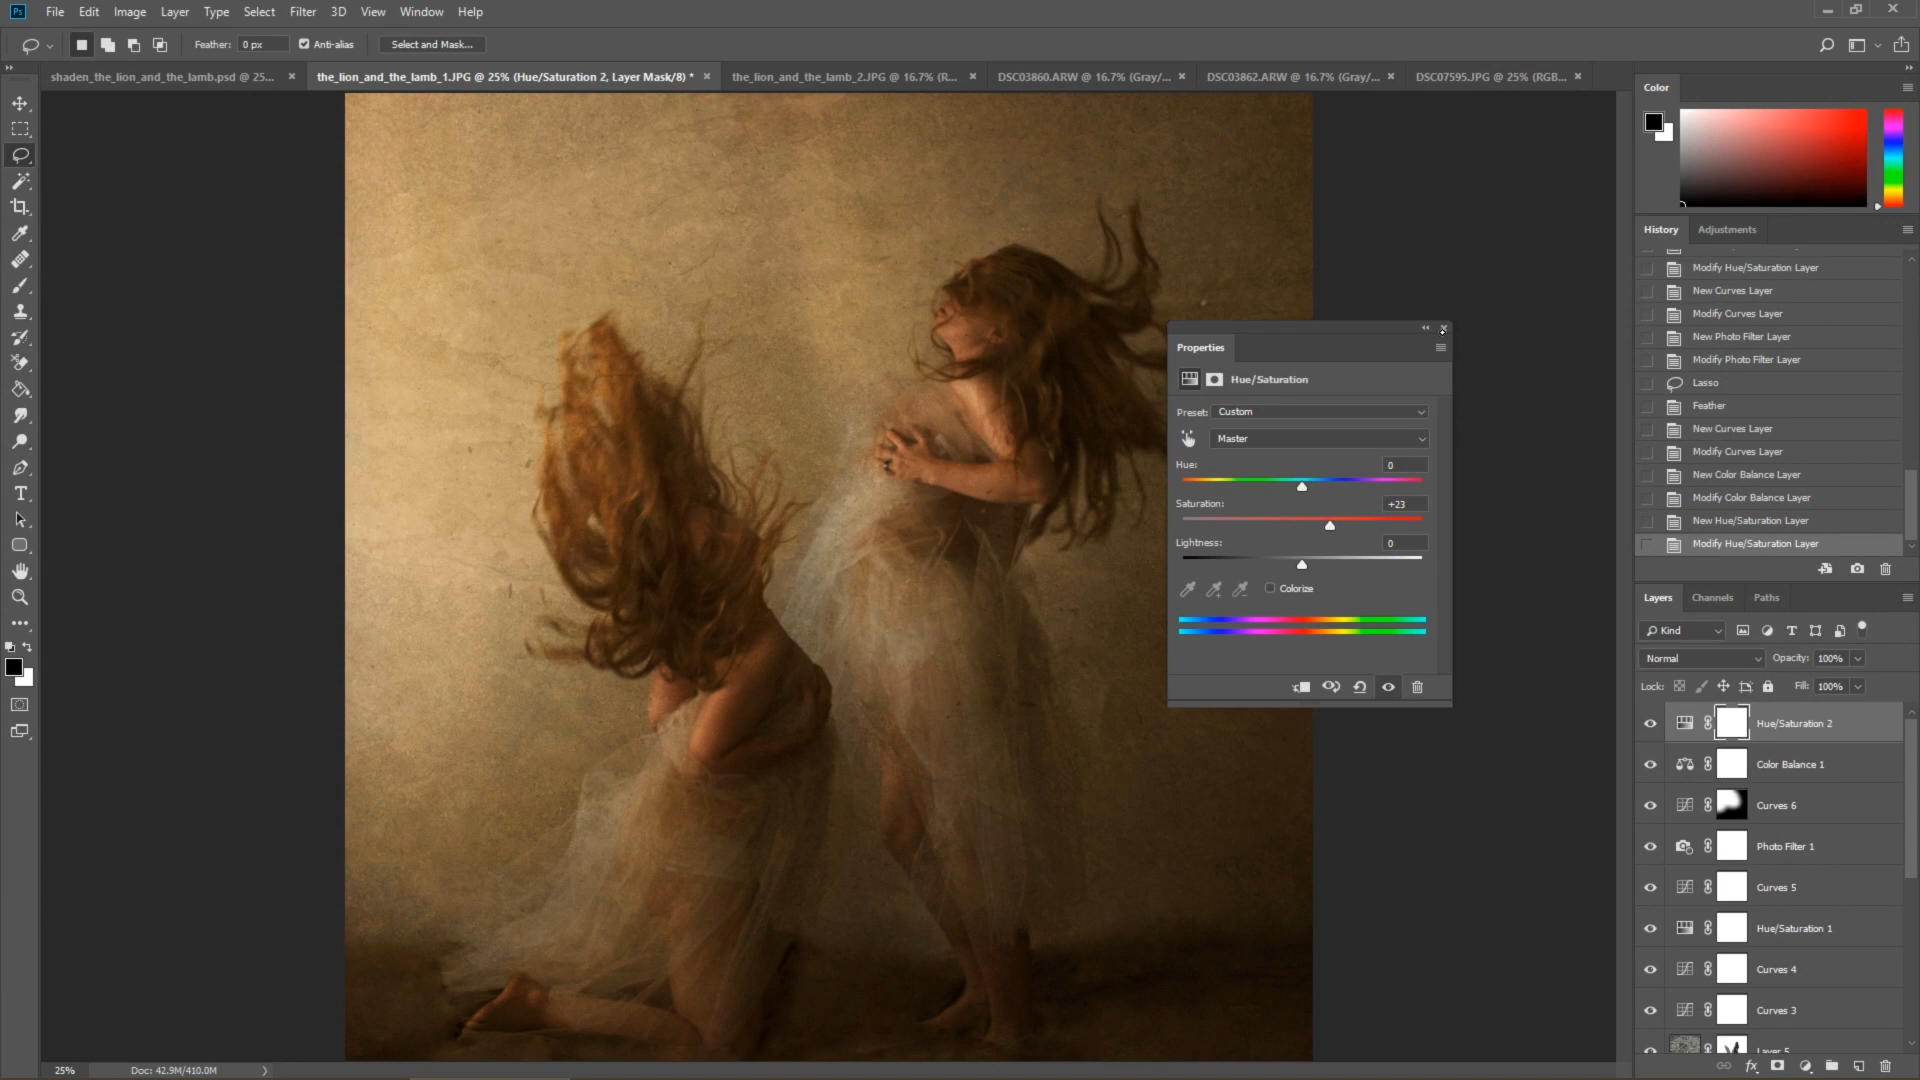 Ps File Edit Image Layer Type Select Filter 3D View Window Help
Feather: 0 px Anti-alias Select and Mask...
shaden_the_lion_and_the_lamb.psd @ 25... the_lion_and_the_lamb_1.JPG @ 25% (Hue/Saturation 2, Layer Mask/8) * the_lion_and_the_lamb_2.JPG @ 16.7% (R... DSC03860.ARW @ 16.7% (Gray/... DSC03862.ARW @ 16.7% (Gray/... DSC07595.JPG @ 25% (RGB...
Color
History Adjustments
Modify Hue/Saturation Layer
New Curves Layer
Modify Curves Layer
New Photo Filter Layer
Modify Photo Filter Layer
Lasso
Feather
New Curves Layer
Modify Curves Layer
New Color Balance Layer
Modify Color Balance Layer
New Hue/Saturation Layer
Modify Hue/Saturation Layer
Properties
Hue/Saturation
Preset: Custom
Master
Hue: 0
Saturation: +23
Lightness: 0
Colorize
Layers Channels Paths
Kind
Normal Opacity: 100%
Lock: Fill: 100%
Hue/Saturation 2
Color Balance 1
Curves 6
Photo Filter 1
Curves 5
Hue/Saturation 1
Curves 4
Curves 3
Layer 5
fx
25% Doc: 42.9M/410.0M